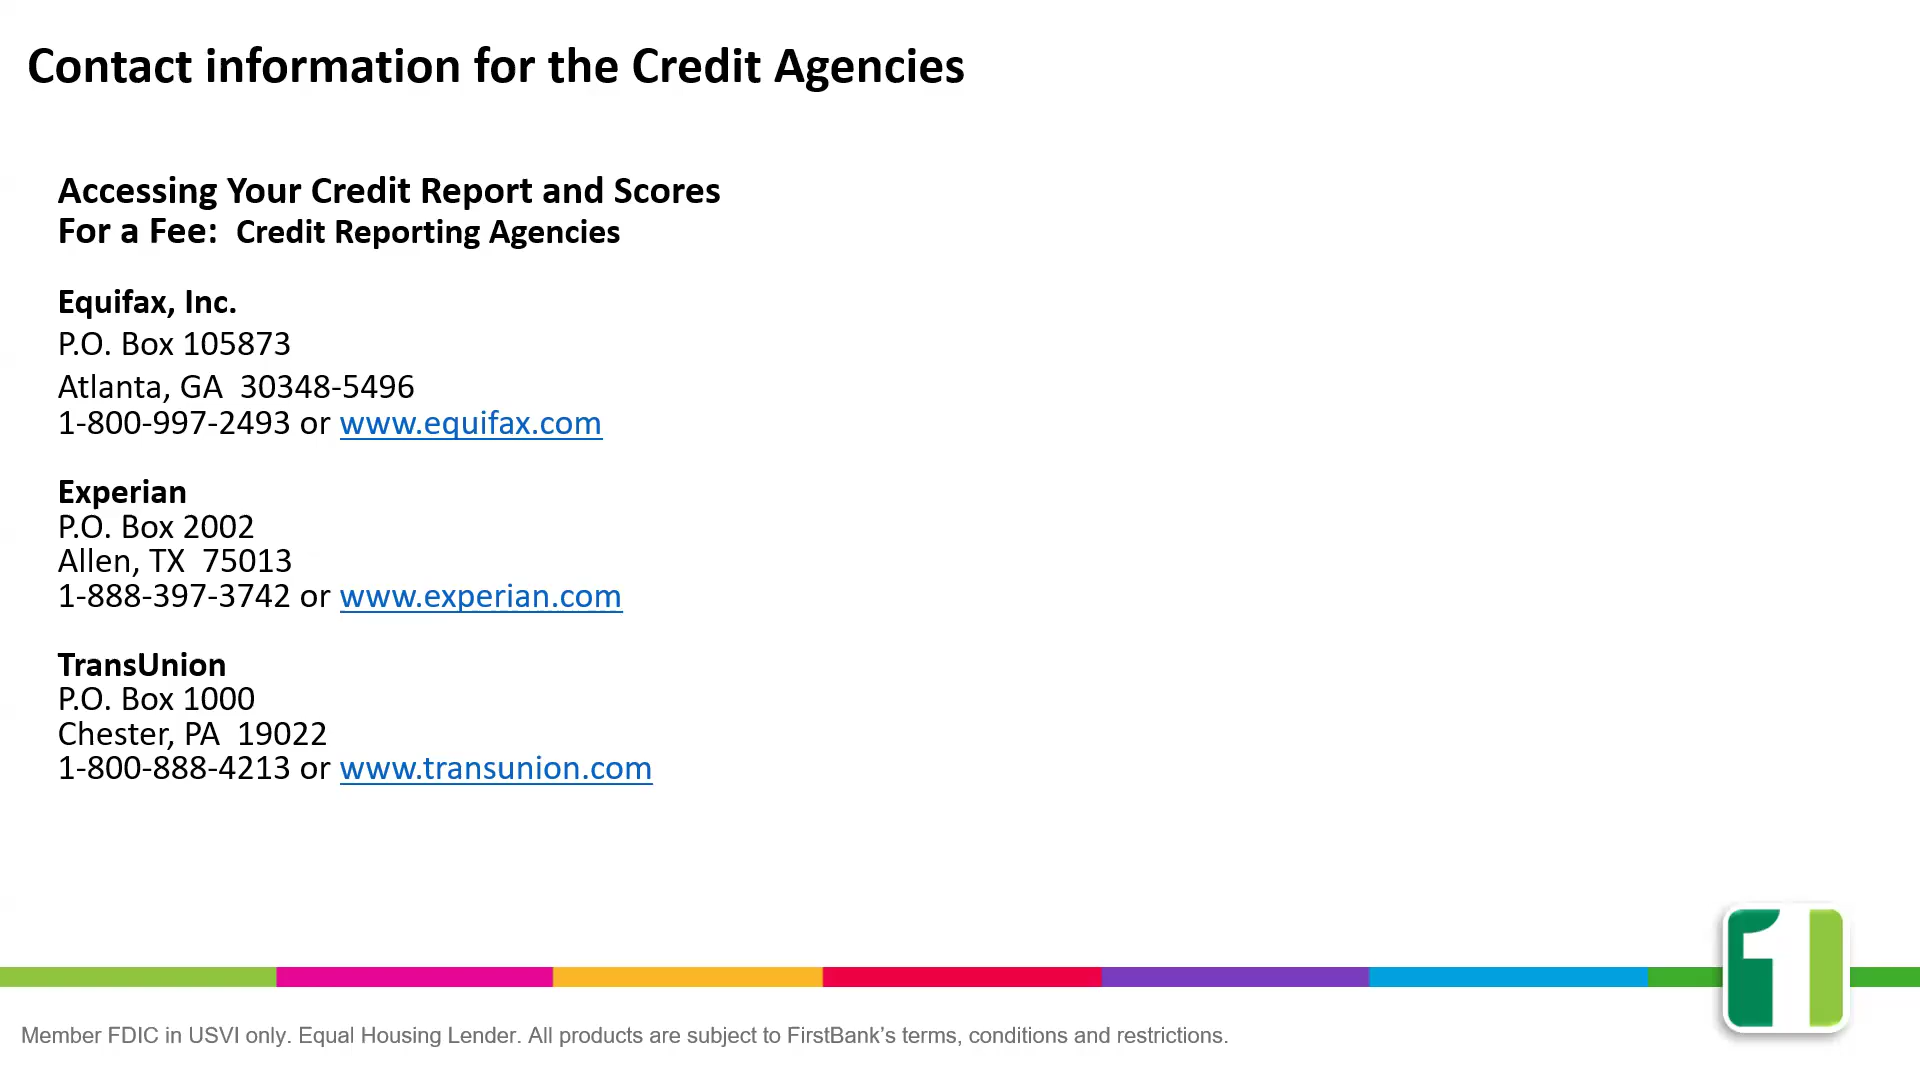 Contact information for the Credit Agencies
Accessing Your Credit Report and Scores
For a Fee:  Credit Reporting Agencies
Equifax, Inc.
P.O. Box 105873
Atlanta, GA  30348-5496
1-800-997-2493 or www.equifax.com
Experian
P.O. Box 2002
Allen, TX  75013
1-888-397-3742 or www.experian.com
TransUnion
P.O. Box 1000
Chester, PA  19022
1-800-888-4213 or www.transunion.com
1
Member FDIC in USVI only. Equal Housing Lender. All products are subject to FirstBank’s terms, conditions and restrictions.